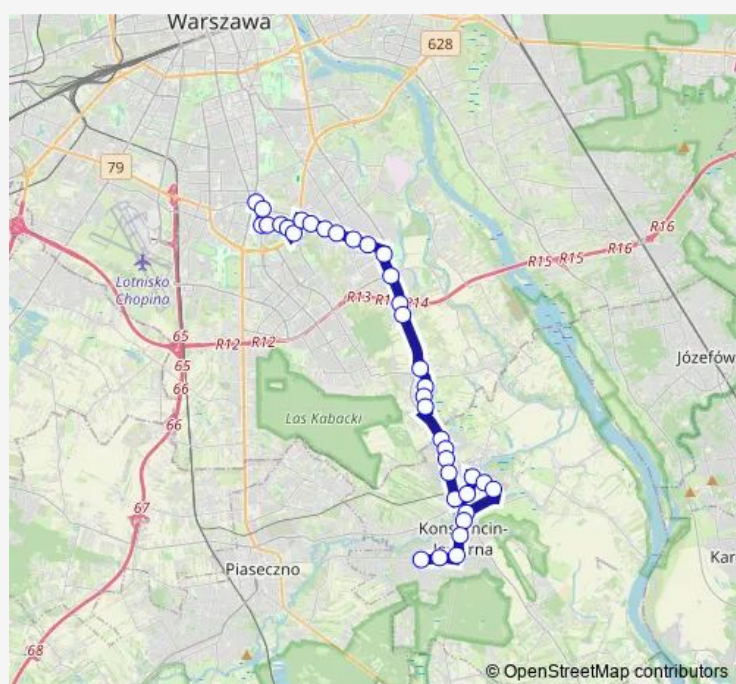 Warszawa
628
79
R16
Lotnisko
Chopina
R15 R15 R16
R13 R14
65
R12 R12
65
66
66
Józefów
Las Kabacki
67
Piaseczno
68
© OpenStreetMap contributors